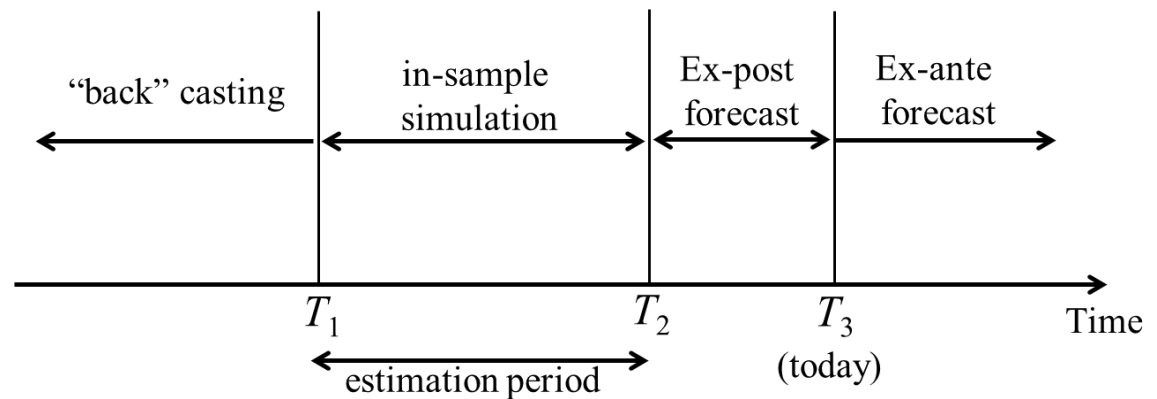 “back” casting
in-sample
simulation
Ex-post
forecast
Ex-ante
forecast
T1
T2
T3
Time
(today)
estimation period